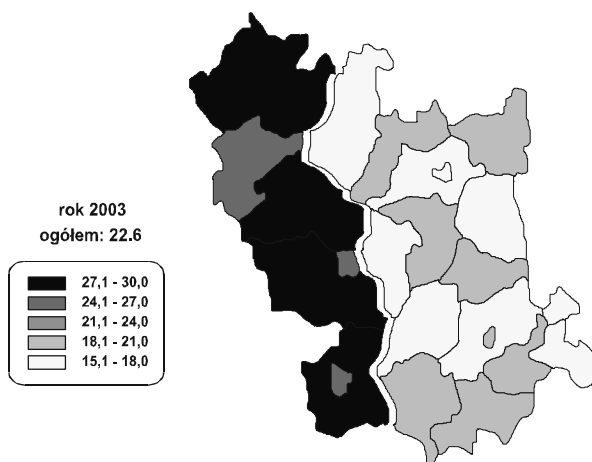 rok 2003
ogółem: 22.6
27,1 - 30,0
24,1 - 27,0
21,1 - 24,0
18,1 - 21,0
15,1 - 18,0